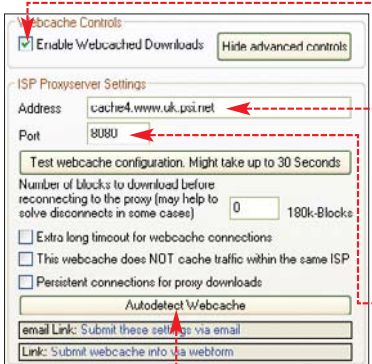 Webcache Controls
Enable Webcached Downloads
Hide advanced controls
ISP Proxyserver Settings
Address cache4.www.uk.psi.net
Port 8080
Test webcache configuration. Might take up to 30 Seconds
Number of blocks to download before
reconnecting to the proxy (may help to
solve disconnects in some cases) 0 180k-Blocks
Extra long timeout for webcache connections
This webcache does NOT cache traffic within the same ISP
Persistent connections for proxy downloads
Autodetect Webcache
email Link: Submit these settings via email
Link: Submit webcache info via webform